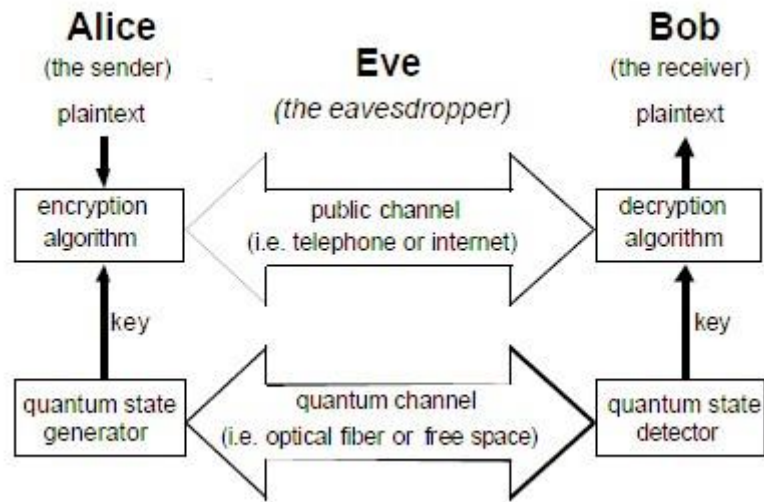 Alice
(the sender)
plaintext
encryption
algorithm
key
quantum state
generator
Eve
(the eavesdropper)
public channel
(i.e. telephone or internet)
quantum channel
(i.e. optical fiber or free space)
Bob
(the receiver)
plaintext
decryption
algorithm
key
quantum state
detector